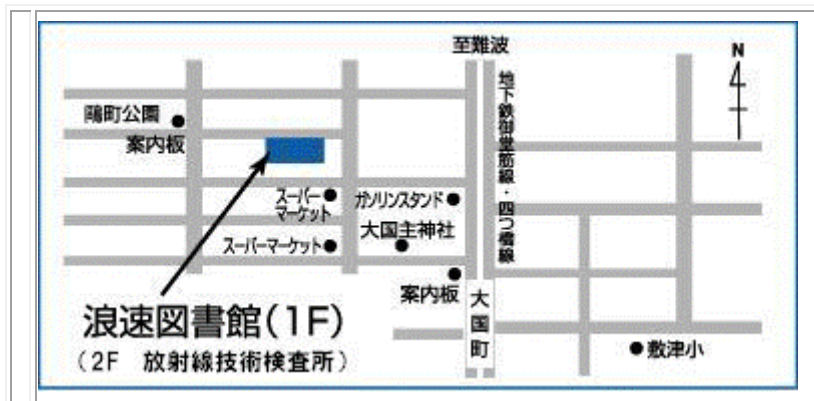 至難波
N
地下鉄御堂筋線・四つ橋線
鴎町公園
案内板
スーパー
マーケット
ガソリンスタンド
大国主神社
スーパーマーケット
案内板
大国町
浪速図書館(1F)
(2F 放射線技術検査所)
敷津小